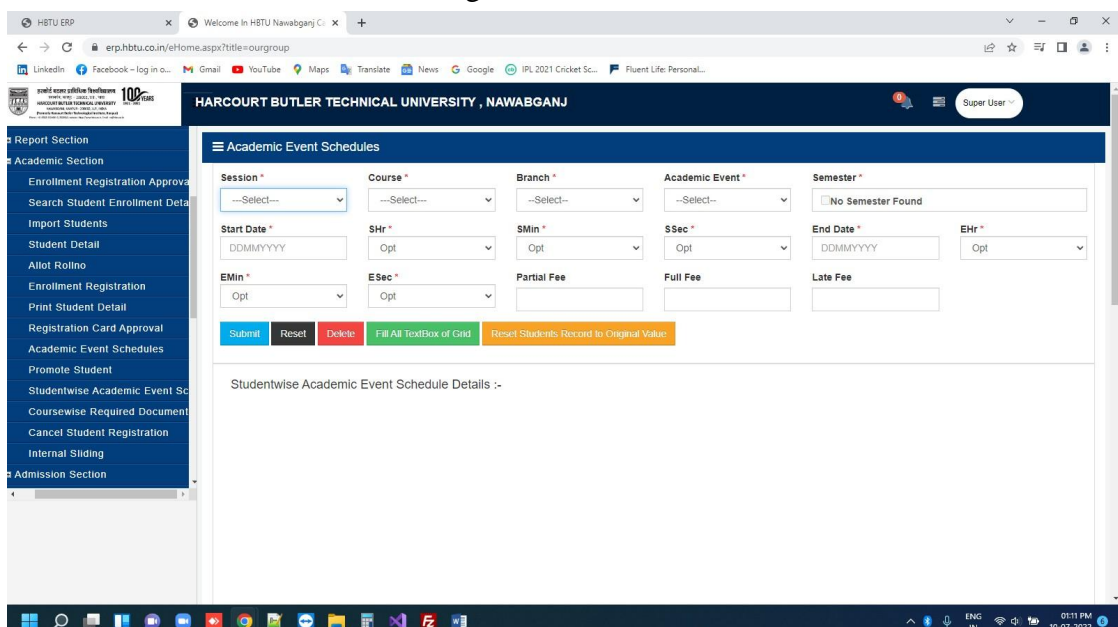 HBTU ERP
Welcome In HBTU Nawabganj Ca
erp.hbtu.co.in/eHome.aspx?title=ourgroup
LinkedIn Facebook – log in o... Gmail YouTube Maps Translate News Google IPL 2021 Cricket Sc... Fluent Life: Personal...
100 YEARS
HARCOURT BUTLER TECHNICAL UNIVERSITY , NAWABGANJ
0
Super User
Report Section
Academic Section
Enrollment Registration Approva
Search Student Enrollment Deta
Import Students
Student Detail
Allot Rollno
Enrollment Registration
Print Student Detail
Registration Card Approval
Academic Event Schedules
Promote Student
Studentwise Academic Event Sc
Coursewise Required Document
Cancel Student Registration
Internal Sliding
Admission Section
Academic Event Schedules
Session * Course * Branch * Academic Event * Semester *
---Select--- ---Select--- --Select-- --Select-- No Semester Found
Start Date * SHr * SMin * SSec * End Date * EHr *
DDMMYYYY Opt Opt Opt DDMMYYYY Opt
EMin * ESec * Partial Fee Full Fee Late Fee
Opt Opt
Submit Reset Delete Fill All TextBox of Grid Reset Students Record to Original Value
Studentwise Academic Event Schedule Details :-
ENG
IN
01:11 PM
10-07-2022